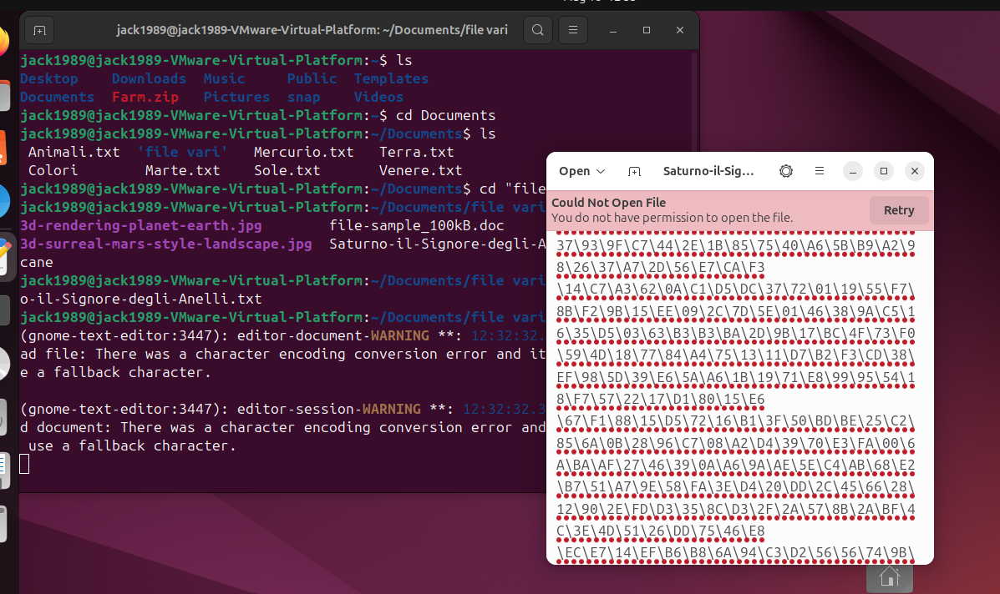 jack1989@jack1989-VMware-Virtual-Platform: ~/Documents/file vari
jack1989@jack1989-VMware-Virtual-Platform:~$ ls
Desktop Downloads Music Public Templates
Documents Farm.zip Pictures snap Videos
jack1989@jack1989-VMware-Virtual-Platform:~$ cd Documents
jack1989@jack1989-VMware-Virtual-Platform:~/Documents$ ls
Animali.txt 'file vari' Mercurio.txt Terra.txt
Colori Marte.txt Sole.txt Venere.txt
jack1989@jack1989-VMware-Virtual-Platform:~/Documents$ cd "file
jack1989@jack1989-VMware-Virtual-Platform:~/Documents/file vari
3d-rendering-planet-earth.jpg file-sample_100kB.doc
3d-surreal-mars-style-landscape.jpg Saturno-il-Signore-degli-A
cane
jack1989@jack1989-VMware-Virtual-Platform:~/Documents/file vari
o-il-Signore-degli-Anelli.txt
jack1989@jack1989-VMware-Virtual-Platform:~/Documents/file vari
(gnome-text-editor:3447): editor-document-WARNING **: 12:32:32.
ad file: There was a character encoding conversion error and it
e a fallback character.
(gnome-text-editor:3447): editor-session-WARNING **: 12:32:32.3
d document: There was a character encoding conversion error and
use a fallback character.
Open Saturno-il-Sig...
Could Not Open File
You do not have permission to open the file.
Retry
37\93\9F\C7\44\2E\1B\85\75\40\A6\5B\B9\A2\9
8\26\37\A7\2D\56\E7\CA\F3
\14\C7\A3\62\0A\C1\D5\DC\37\72\01\19\55\F7\
8B\F2\9B\15\EE\09\2C\7D\5E\01\46\38\9A\C5\1
6\35\D5\03\63\B3\B3\BA\2D\9B\17\BC\4F\73\F0
\59\4D\18\77\84\A4\75\13\11\D7\B2\F3\CD\38\
EF\98\5D\39\E6\5A\A6\1B\19\71\E8\99\95\54\1
8\F7\57\22\17\D1\80\15\E6
\67\F1\88\15\D5\72\16\B1\3F\50\BD\BE\25\C2\
85\6A\0B\28\96\C7\08\A2\D4\39\70\E3\FA\00\6
A\BA\AF\27\46\39\0A\A6\9A\AE\5E\C4\AB\68\E2
\B7\51\A7\9E\58\FA\3E\D4\20\DD\2C\45\66\28\
12\90\2E\FD\D3\35\8C\D3\2F\2A\57\8B\2A\BF\4
C\3E\4D\51\26\DD\75\46\E8
\EC\E7\14\EF\B6\B8\6A\94\C3\D2\56\56\74\9B\